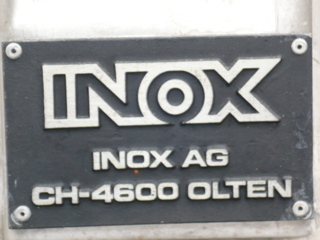 INOX
INOX AG
CH-4600 OLTEN